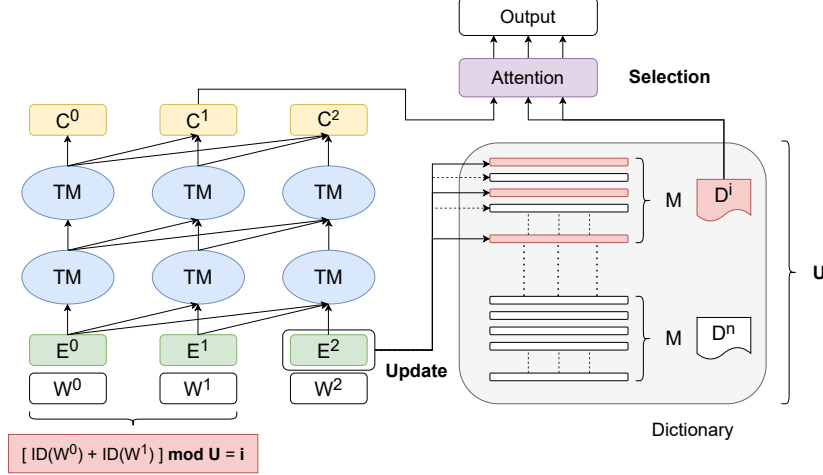 Output
Attention
Selection
C⁰ C¹ C²
TM TM TM
TM TM TM
E⁰ E¹ E²
W⁰ W¹ W²
Update
M
Dⁱ
M
Dⁿ
U
Dictionary
[ ID(W⁰) + ID(W¹) ] mod U = i